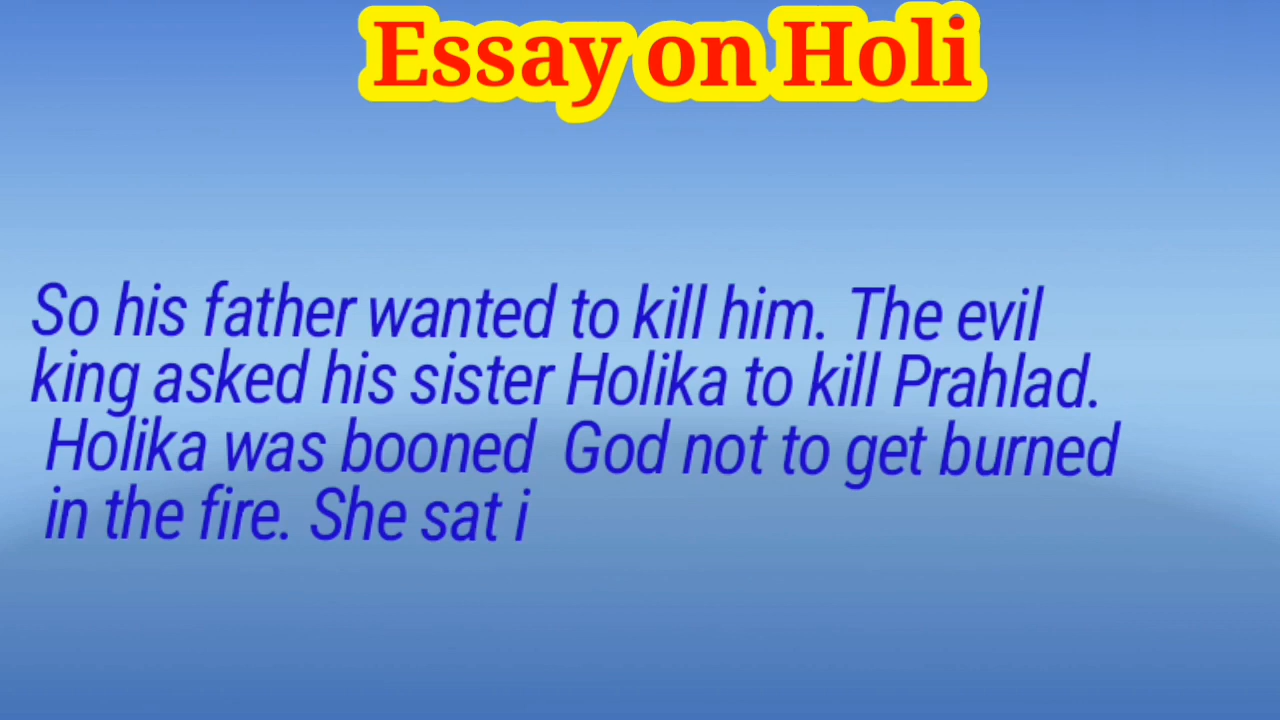 Essay on Holi
So his father wanted to kill him. The evil
king asked his sister Holika to kill Prahlad.
Holika was booned  God not to get burned
in the fire. She sat i